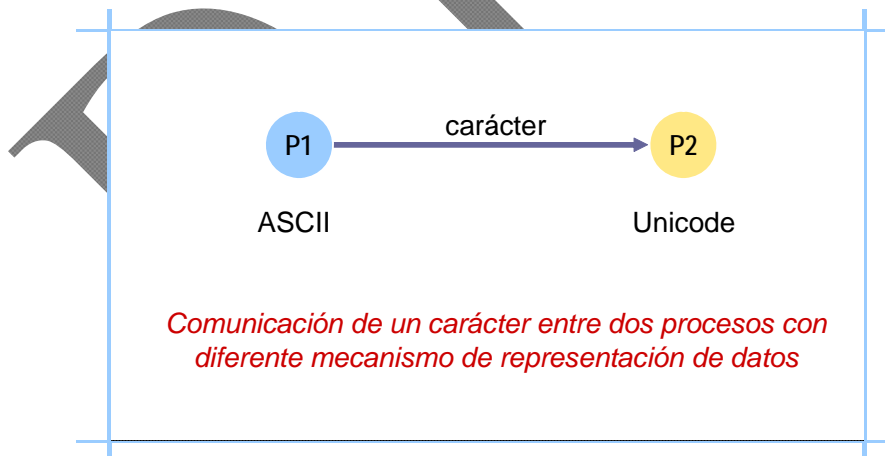 carácter
P1
P2
ASCII
Unicode
Comunicación de un carácter entre dos procesos con
diferente mecanismo de representación de datos